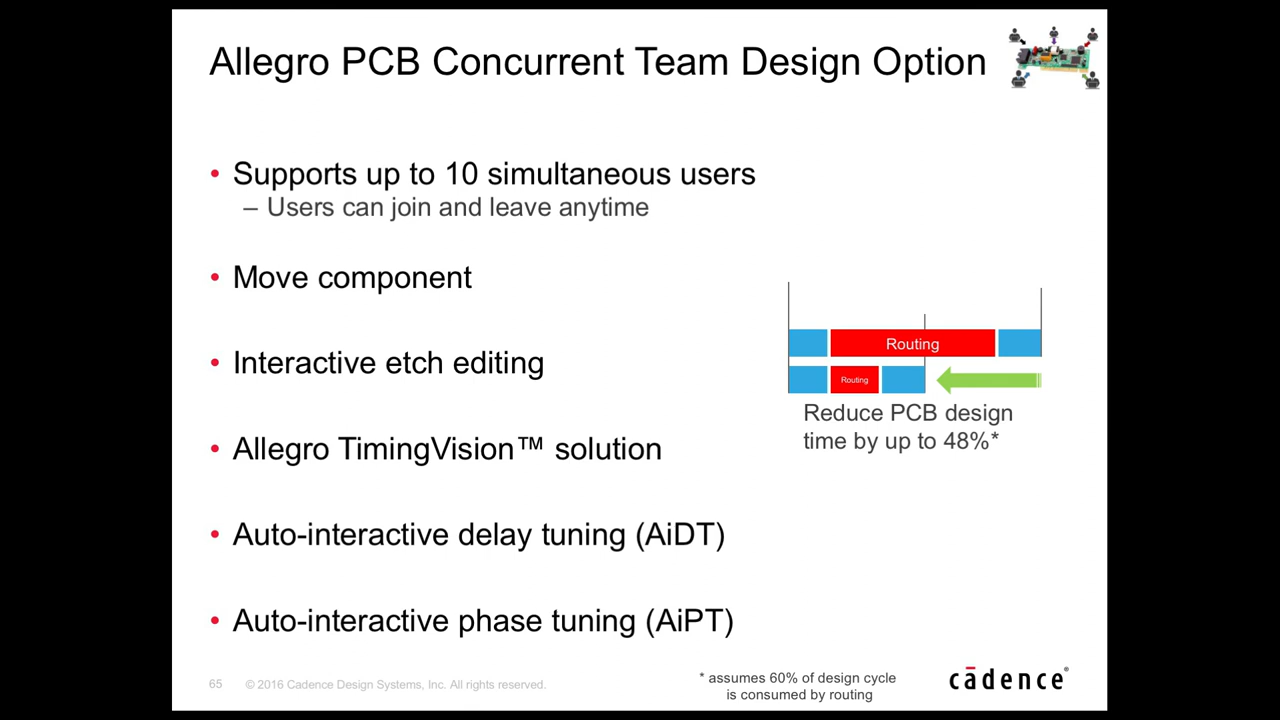 Allegro PCB Concurrent Team Design Option
• Supports up to 10 simultaneous users
– Users can join and leave anytime
• Move component
• Interactive etch editing
• Allegro TimingVision™ solution
• Auto-interactive delay tuning (AiDT)
• Auto-interactive phase tuning (AiPT)
Routing
Routing
Reduce PCB design
time by up to 48%*
65 © 2016 Cadence Design Systems, Inc. All rights reserved.
* assumes 60% of design cycle
is consumed by routing
cādence®